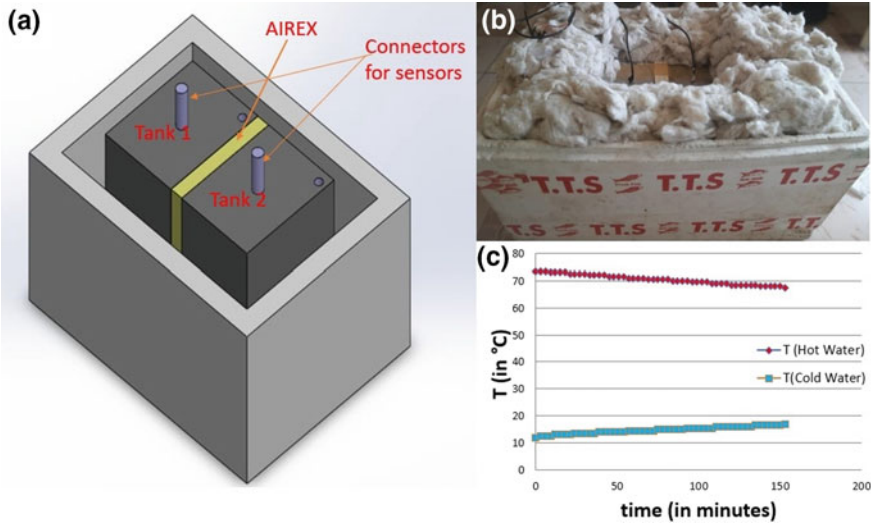 (a)
AIREX
Connectors
for sensors
Tank 1
Tank 2
(b)
T.T.S T.T.S T.T.S
T.T.S T.T.S
(c)
80
70
60
50
40
30
20
10
0
T (in °C)
T (Hot Water)
T(Cold Water)
0 50 100 150 200
time (in minutes)